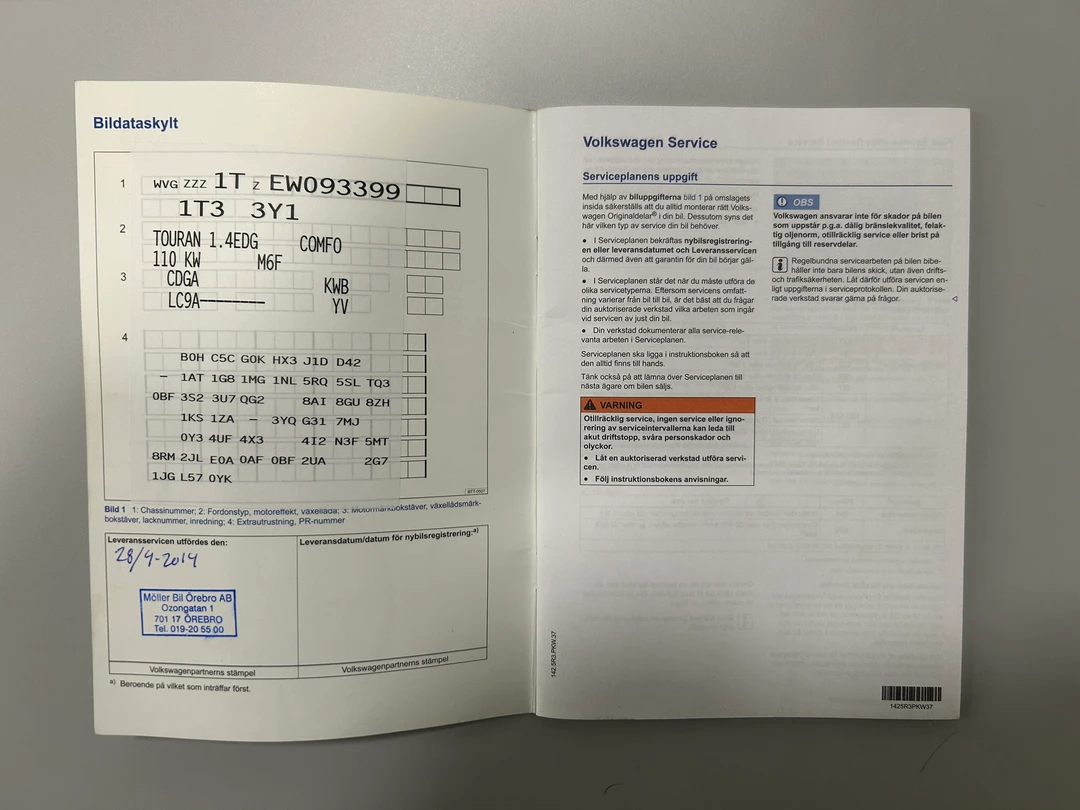 Bildataskylt
1 WVG ZZZ 1T Z EW093399
1T3 3Y1
2
TOURAN 1.4EDG COMFO
110 KW M6F
3 CDGA KWB
LC9A-------- YV
4
B0H C5C G0K HX3 J1D D42
- 1AT 1G8 1MG 1NL 5RQ 5SL TQ3
0BF 3S2 3U7 QG2 8AI 8GU 8ZH
1KS 1ZA - 3YQ G31 7MJ
0Y3 4UF 4X3 4I2 N3F 5MT
8RM 2JL E0A 0AF 0BF 2UA 2G7
1JG L57 0YK
Bild 1 1: Chassinummer; 2: Fordonstyp, motoreffekt, växellåda; 3: Motormärkbokstäver, växellådsmärk-
bokstäver, lacknummer, inredning; 4: Extrautrustning, PR-nummer
Leveransservicen utfördes den:
28/4-2014
Möller Bil Örebro AB
Ozongatan 1
701 17 ÖREBRO
Tel. 019-20 55 00
Volkswagenpartnerns stämpel
Leveransdatum/datum för nybilsregistrering:a)
Volkswagenpartnerns stämpel
a) Beroende på vilket som inträffar först.
Volkswagen Service
Serviceplanens uppgift
Med hjälp av biluppgifterna bild 1 på omslagets
insida säkerställs att du alltid monterar rätt Volks-
wagen Originaldelar® i din bil. Dessutom syns det
här vilken typ av service din bil behöver.
● I Serviceplanen bekräftas nybilsregistrering-
en eller leveransdatumet och Leveransservicen
och därmed även att garantin för din bil börjar gäl-
la.
● I Serviceplanen står det när du måste utföra de
olika servicetyperna. Eftersom servicens omfatt-
ning varierar från bil till bil, är det bäst att du frågar
din auktoriserade verkstad vilka arbeten som ingår
vid servicen av just din bil.
● Din verkstad dokumenterar alla service-rele-
vanta arbeten i Serviceplanen.
Serviceplanen ska ligga i instruktionsboken så att
den alltid finns till hands.
Tänk också på att lämna över Serviceplanen till
nästa ägare om bilen säljs.
VARNING
Otillräcklig service, ingen service eller igno-
rering av serviceintervallerna kan leda till
akut driftstopp, svåra personskador och
olyckor.
● Låt en auktoriserad verkstad utföra servi-
cen.
● Följ instruktionsbokens anvisningar.
OBS
Volkswagen ansvarar inte för skador på bilen
som uppstår p.g.a. dålig bränslekvalitet, felak-
tig oljenorm, otillräcklig service eller brist på
tillgång till reservdelar.
Regelbundna servicearbeten på bilen bibe-
håller inte bara bilens skick, utan även drifts-
och trafiksäkerheten. Låt därför utföra servicen en-
ligt uppgifterna i serviceprotokollen. Din auktorise-
rade verkstad svarar gärna på frågor.
142.5R3.PKW.37
1425R3PKW37